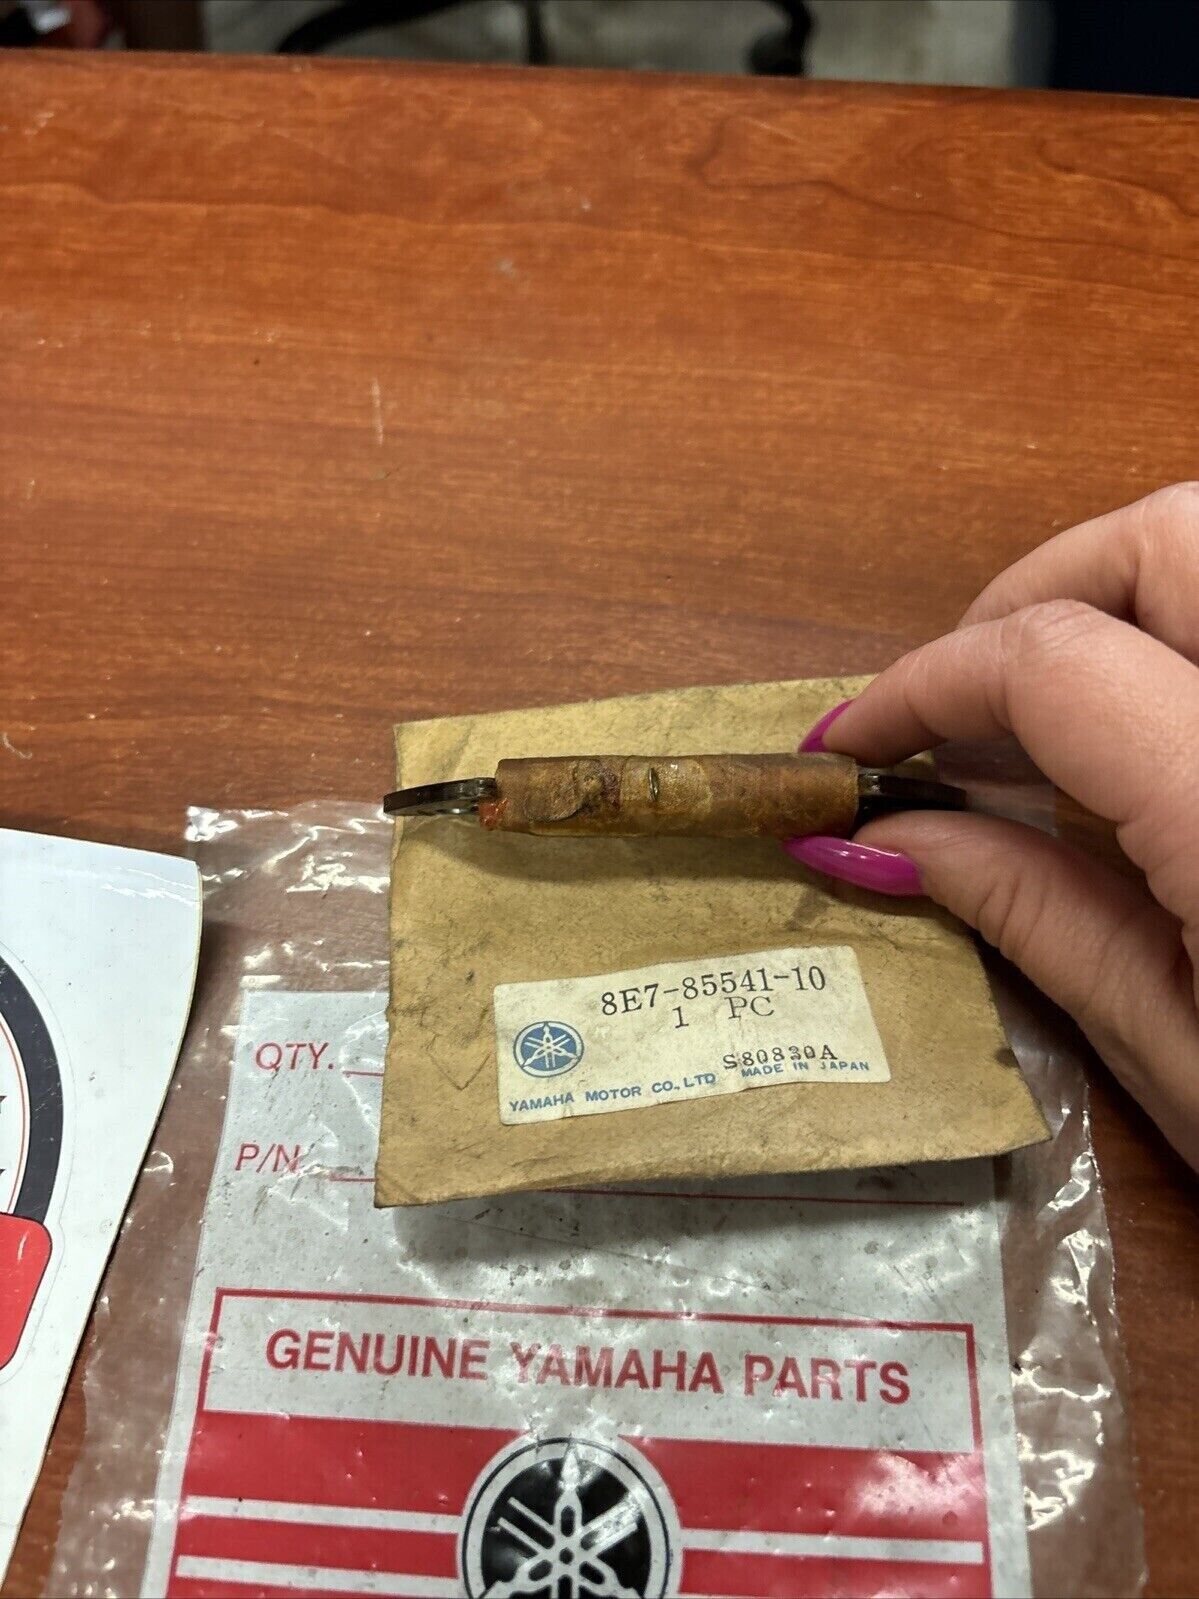 8E7-85541-10
1 PC
S80830A
YAMAHA MOTOR CO., LTD MADE IN JAPAN
QTY.
P/N
GENUINE YAMAHA PARTS